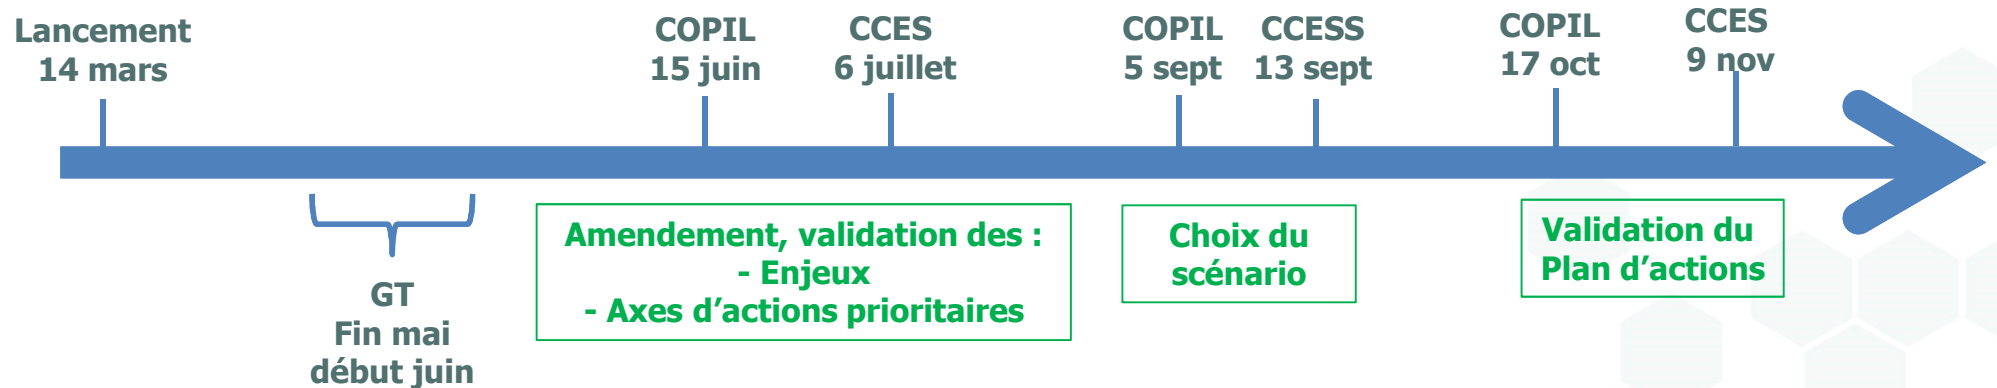 Lancement
14 mars
COPIL
15 juin
CCES
6 juillet
COPIL
5 sept
CCESS
13 sept
COPIL
17 oct
CCES
9 nov
GT
Fin mai
début juin
Amendement, validation des :
- Enjeux
- Axes d’actions prioritaires
Choix du
scénario
Validation du
Plan d’actions